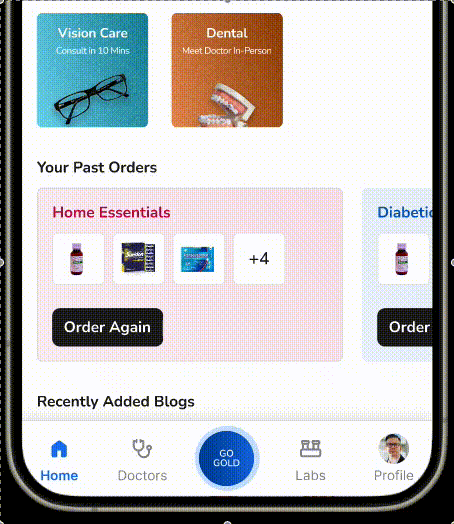 Vision Care
Consult in 10 Mins
Dental
Meet Doctor In-Person
Your Past Orders
Home Essentials
+4
Order Again
Diabetic
Order
Recently Added Blogs
Home
Doctors
GO
GOLD
Labs
Profile